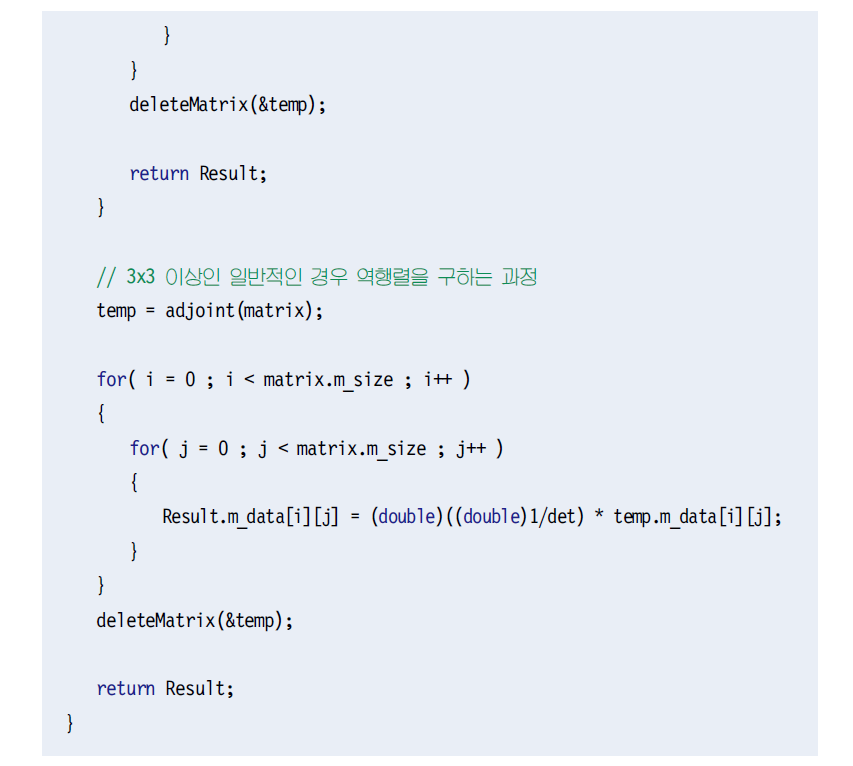 }
}
deleteMatrix(&temp);
return Result;
}
// 3x3 이상인 일반적인 경우 역행렬을 구하는 과정
temp = adjoint(matrix);
for( i = 0 ; i < matrix.m_size ; i++ )
{
for( j = 0 ; j < matrix.m_size ; j++ )
{
Result.m_data[i][j] = (double)((double)1/det) * temp.m_data[i][j];
}
}
deleteMatrix(&temp);
return Result;
}